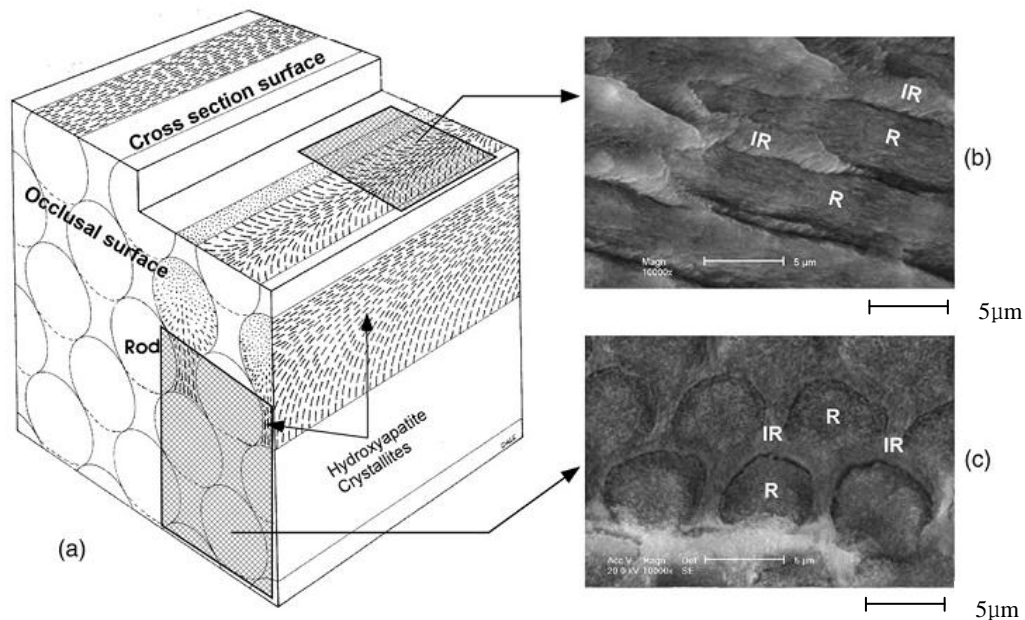 Cross section surface
Occlusal surface
Rod
Hydroxyapatite
Crystallites
(a)
IR
IR
R
R
(b)
Magn
10000x
5 µm
5µm
R
IR
IR
R
(c)
Acc.V Magn Det
20.0 kV 10000x SE
5 µm
5µm